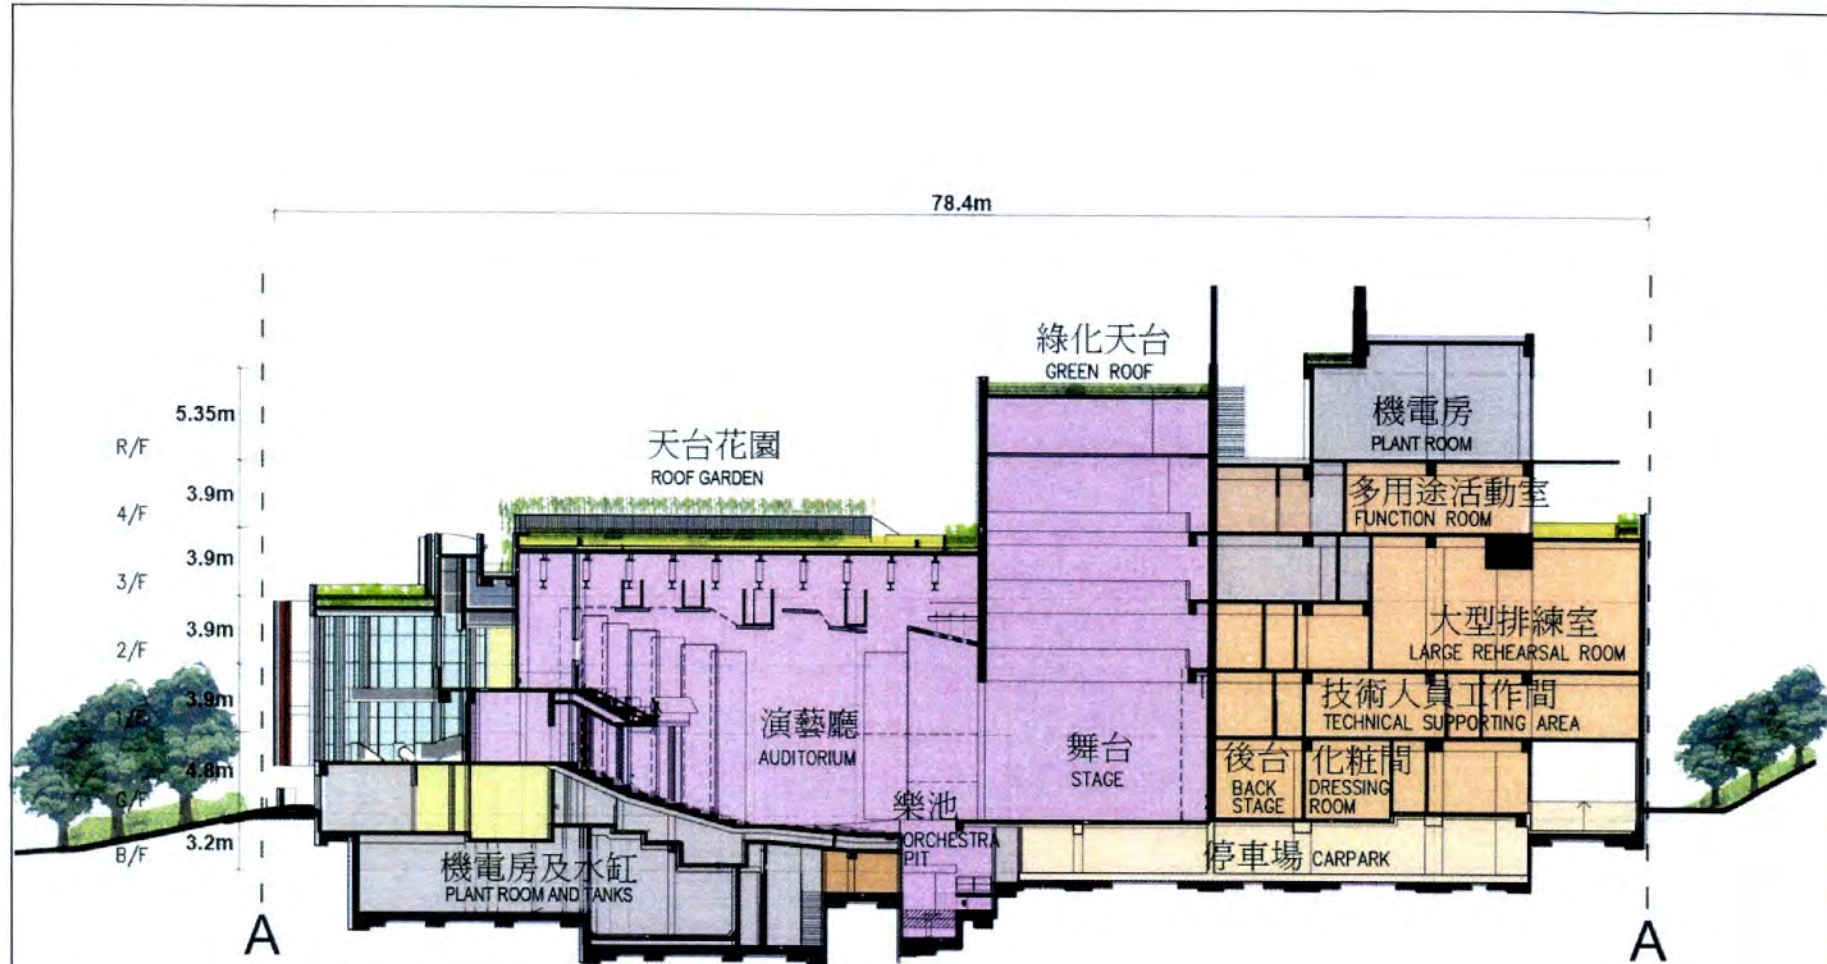 78.4m
綠化天台
GREEN ROOF
5.35m
機電房
PLANT ROOM
R/F
天台花園
ROOF GARDEN
3.9m
多用途活動室
FUNCTION ROOM
4/F
3.9m
3/F
3.9m
大型排練室
LARGE REHEARSAL ROOM
2/F
3.9m
技術人員工作間
TECHNICAL SUPPORTING AREA
1/F
演藝廳
AUDITORIUM
舞台
STAGE
後台
BACK
STAGE
化粧間
DRESSING
ROOM
4.8m
G/F
樂池
ORCHESTRA
PIT
3.2m
B/F
停車場 CARPARK
機電房及水缸
PLANT ROOM AND TANKS
A
A